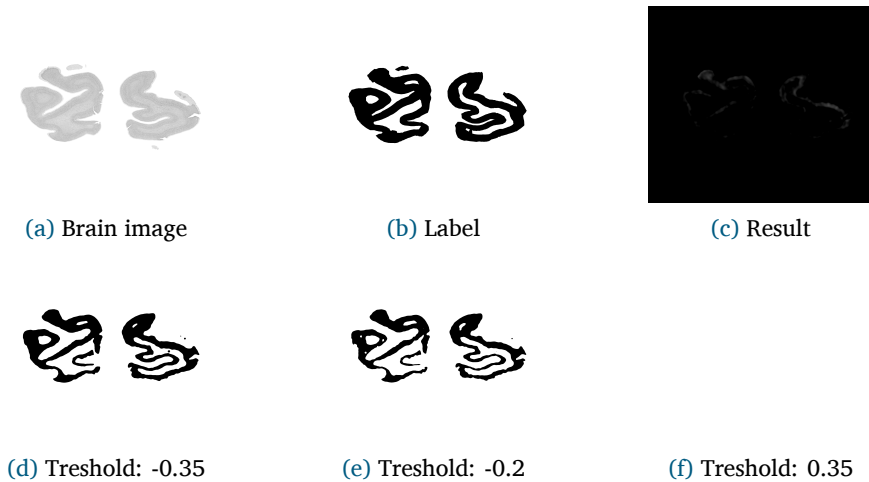 (a) Brain image
(b) Label
(c) Result
(d) Treshold: -0.35
(e) Treshold: -0.2
(f) Treshold: 0.35